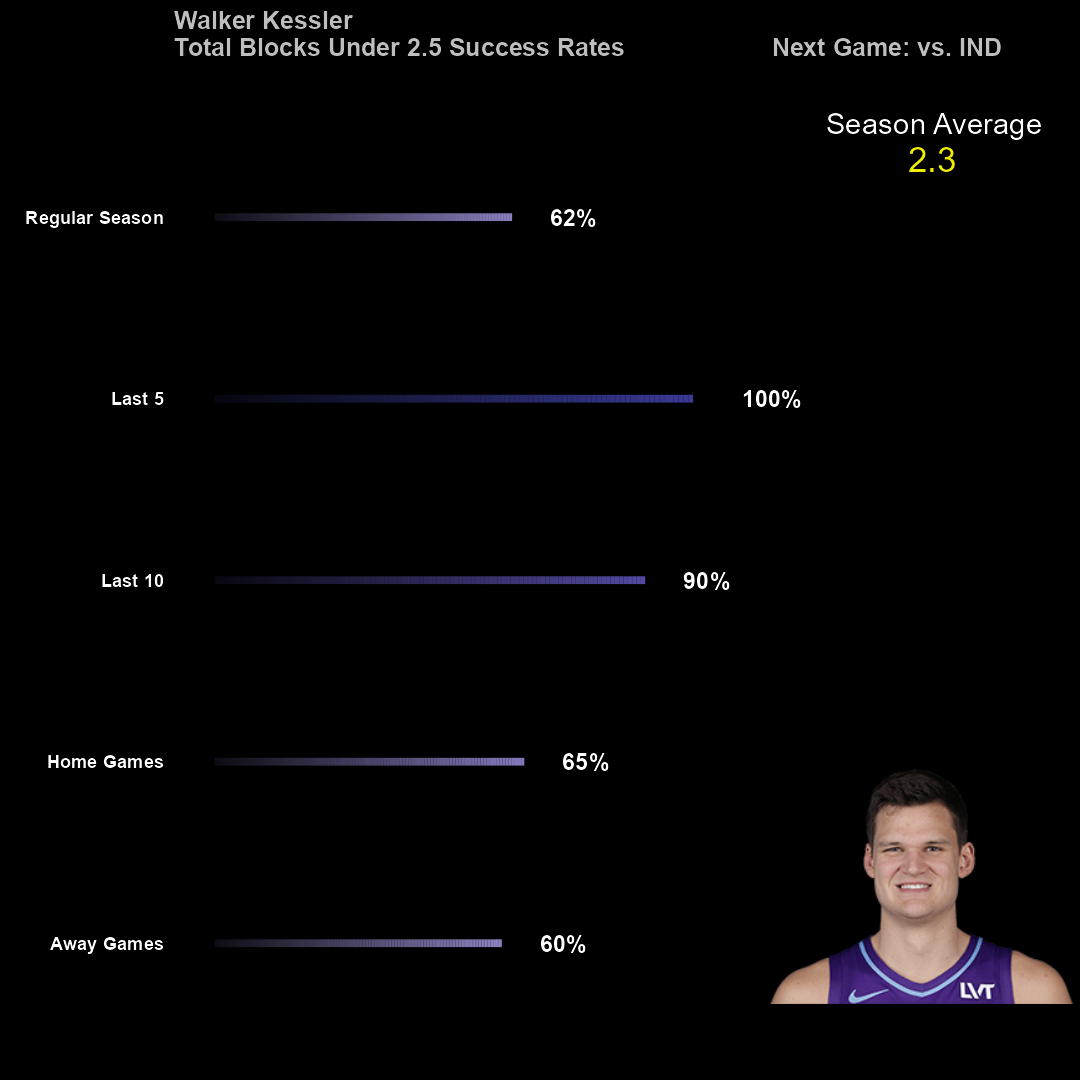 Walker Kessler
Total Blocks Under 2.5 Success Rates
Next Game: vs. IND
Season Average
2.3
Regular Season 62%
Last 5 100%
Last 10 90%
Home Games 65%
Away Games 60%
LVT